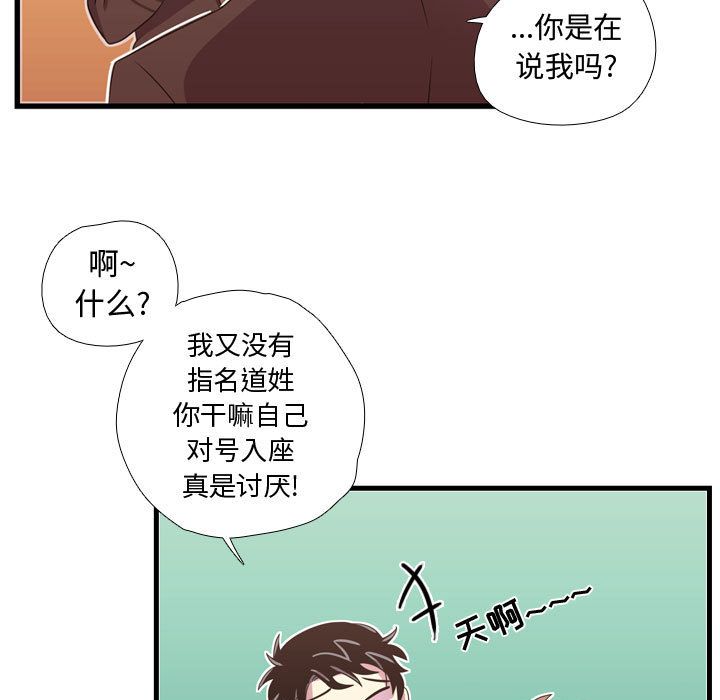 ...你是在
说我吗?
啊~
什么?
我又没有
指名道姓
你干嘛自己
对号入座
真是讨厌!
天啊~~~